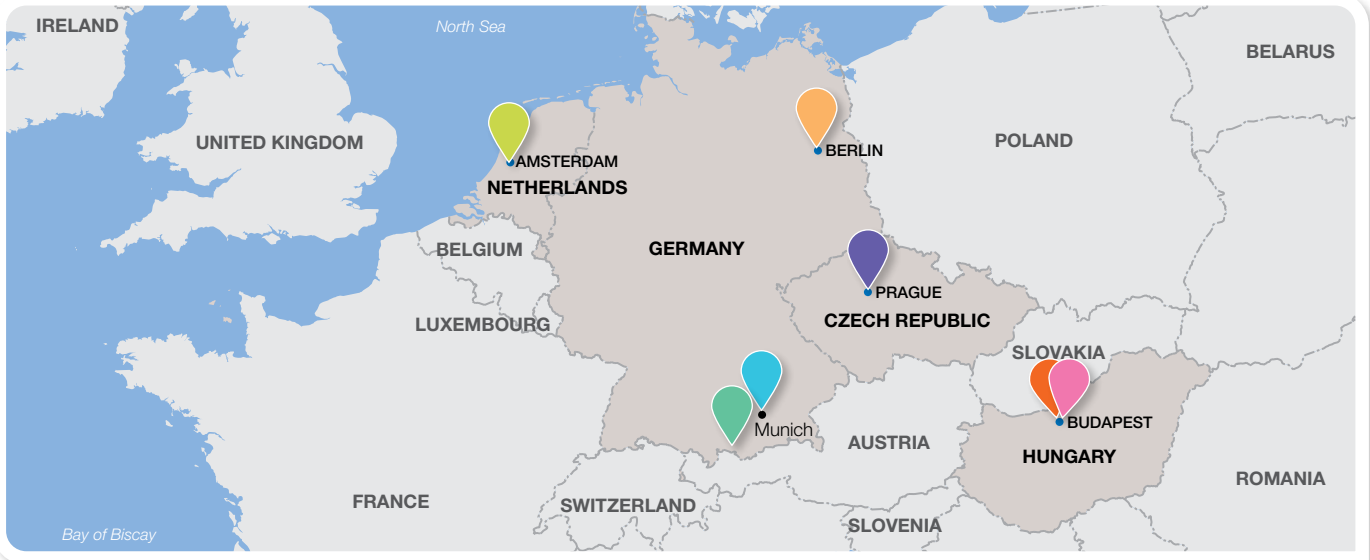 IRELAND
North Sea
BELARUS
UNITED KINGDOM
POLAND
BERLIN
AMSTERDAM
NETHERLANDS
BELGIUM
GERMANY
PRAGUE
CZECH REPUBLIC
LUXEMBOURG
SLOVAKIA
Munich
BUDAPEST
AUSTRIA
HUNGARY
ROMANIA
FRANCE
SWITZERLAND
SLOVENIA
Bay of Biscay